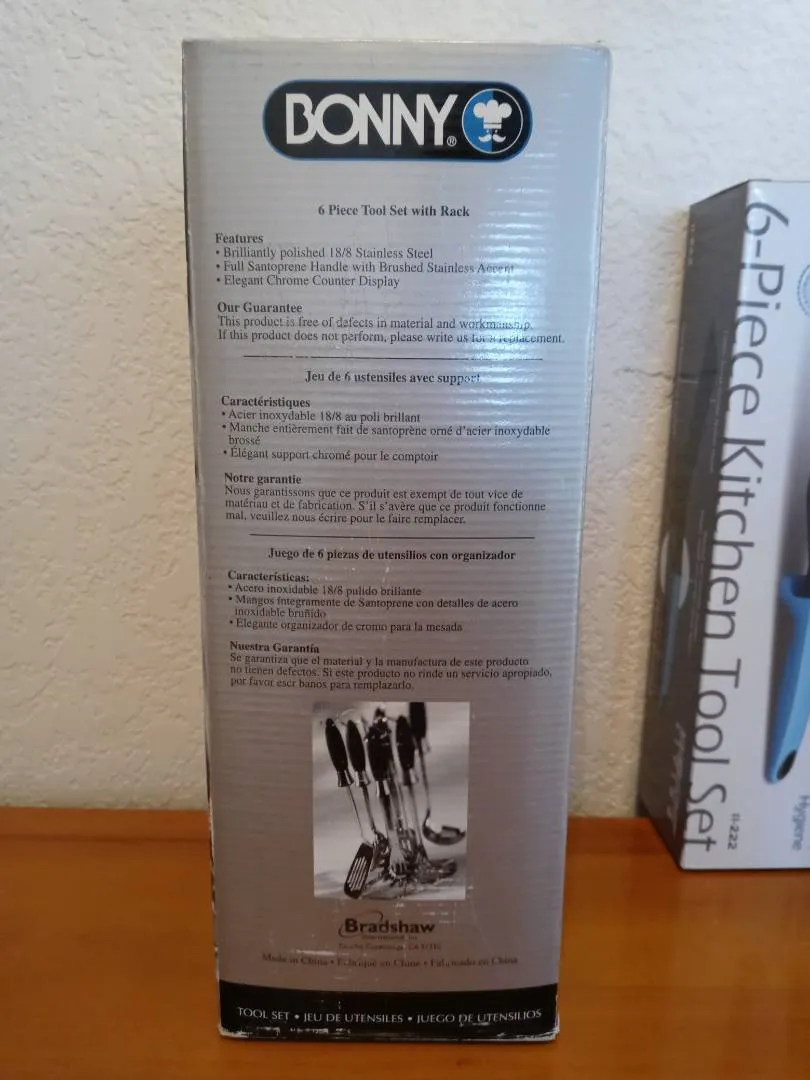 BONNY®
6 Piece Tool Set with Rack
Features
• Brilliantly polished 18/8 Stainless Steel
• Full Santoprene Handle with Brushed Stainless Accent
• Elegant Chrome Counter Display
Our Guarantee
This product is free of defects in material and workmanship.
If this product does not perform, please write us for a replacement.
Jeu de 6 ustensiles avec support
Caractéristiques
• Acier inoxydable 18/8 au poli brillant
• Manche entièrement fait de santoprène orné d'acier inoxydable
brossé
• Élégant support chromé pour le comptoir
Notre garantie
Nous garantissons que ce produit est exempt de tout vice de
matériau et de fabrication. S'il s'avère que ce produit fonctionne
mal, veuillez nous écrire pour le faire remplacer.
Juego de 6 piezas de utensilios con organizador
Características:
• Acero inoxidable 18/8 pulido brillante
• Mangos íntegramente de Santoprene con detalles de acero
inoxidable bruñido
• Elegante organizador de cromo para la mesada
Nuestra Garantía
Se garantiza que el material y la manufactura de este producto
no tienen defectos. Si este producto no rinde un servicio apropiado,
por favor escr banos para remplazarlo.
Bradshaw
Made in China • Fabriqué en Chine • Fabricado en China
TOOL SET • JEU DE UTENSILES • JUEGO DE UTENSILIOS
6-Piece Kitchen Tool Set
11-222
Hygiene